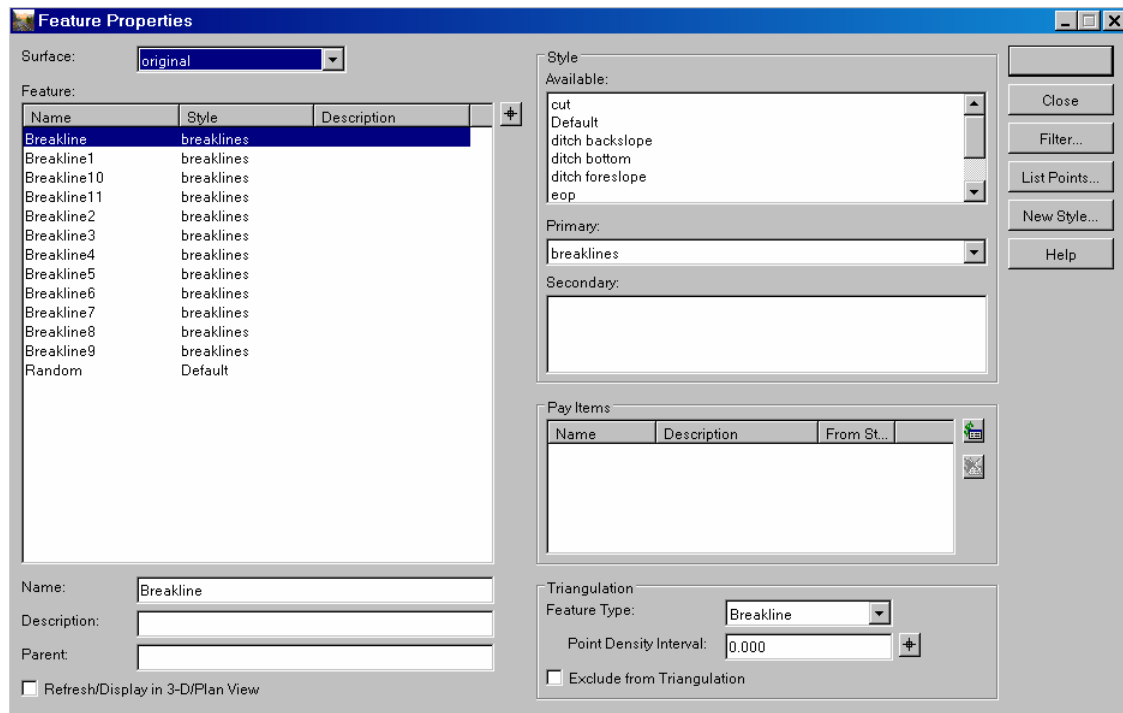 Feature Properties
Surface:
original
Feature:
Name Style Description
Breakline breaklines
Breakline1 breaklines
Breakline10 breaklines
Breakline11 breaklines
Breakline2 breaklines
Breakline3 breaklines
Breakline4 breaklines
Breakline5 breaklines
Breakline6 breaklines
Breakline7 breaklines
Breakline8 breaklines
Breakline9 breaklines
Random Default
Name: Breakline
Description:
Parent:
Refresh/Display in 3-D/Plan View
Style
Available:
cut
Default
ditch backslope
ditch bottom
ditch foreslope
eop
Primary:
breaklines
Secondary:
Pay Items
Name Description From St...
Triangulation
Feature Type: Breakline
Point Density Interval: 0.000
Exclude from Triangulation
Close
Filter...
List Points...
New Style...
Help